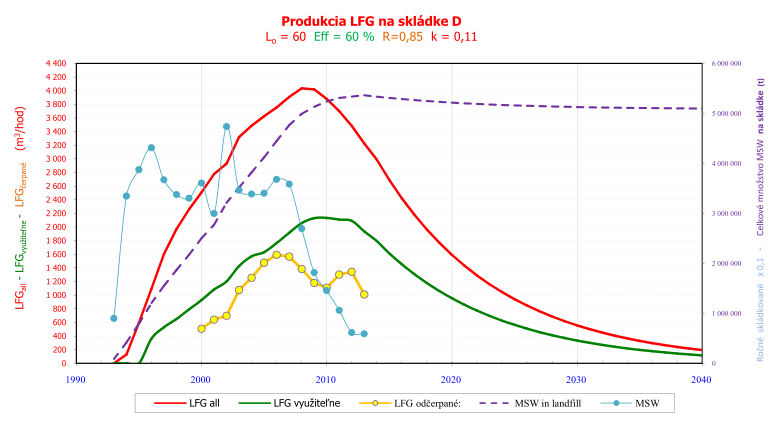 Produkcia LFG na skládke D
Lo = 60 Eff = 60 % R=0,85 k = 0,11
LFGall - LFGvyužiteľne - LFGčerpané (m³/hod)
4 400
4 200
4 000
3 800
3 600
3 400
3 200
3 000
2 800
2 600
2 400
2 200
2 000
1 800
1 600
1 400
1 200
1 000
800
600
400
200
0
6 000 000
5 000 000
4 000 000
3 000 000
2 000 000
1 000 000
0
Ročné skládkované x 0,1 - Celkové množstvo MSW na skládke (t)
1990 2000 2010 2020 2030 2040
LFG all LFG využiteľne LFG odčerpané: MSW in landfill MSW